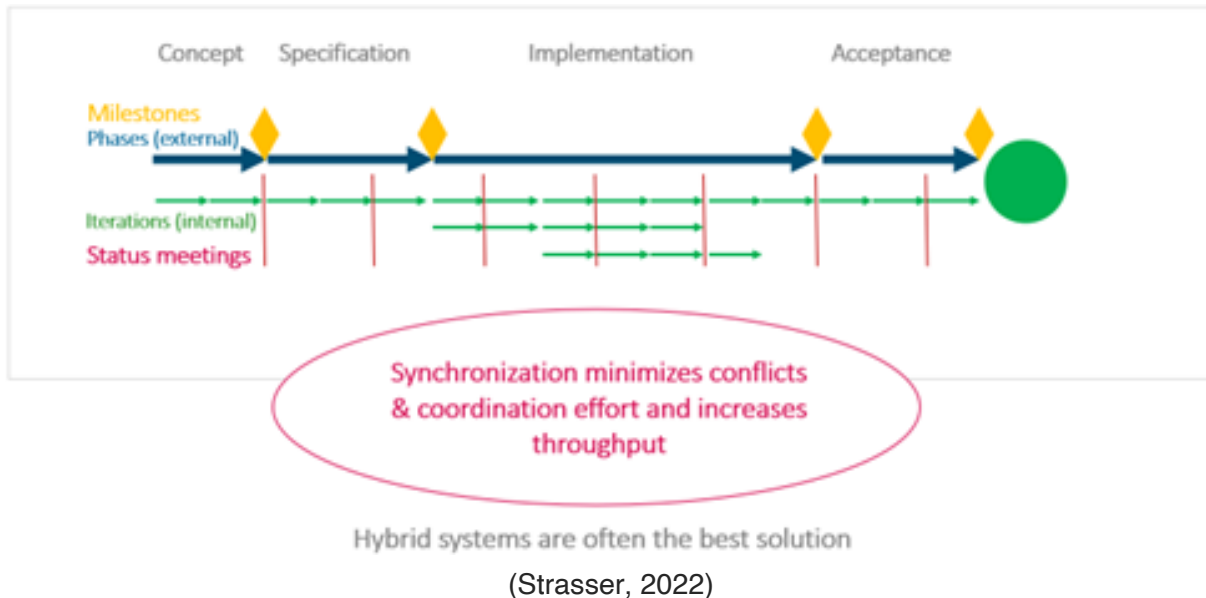 Concept Specification Implementation Acceptance
Milestones
Phases (external)
Iterations (internal)
Status meetings
Synchronization minimizes conflicts
& coordination effort and increases
throughput
Hybrid systems are often the best solution
(Strasser, 2022)